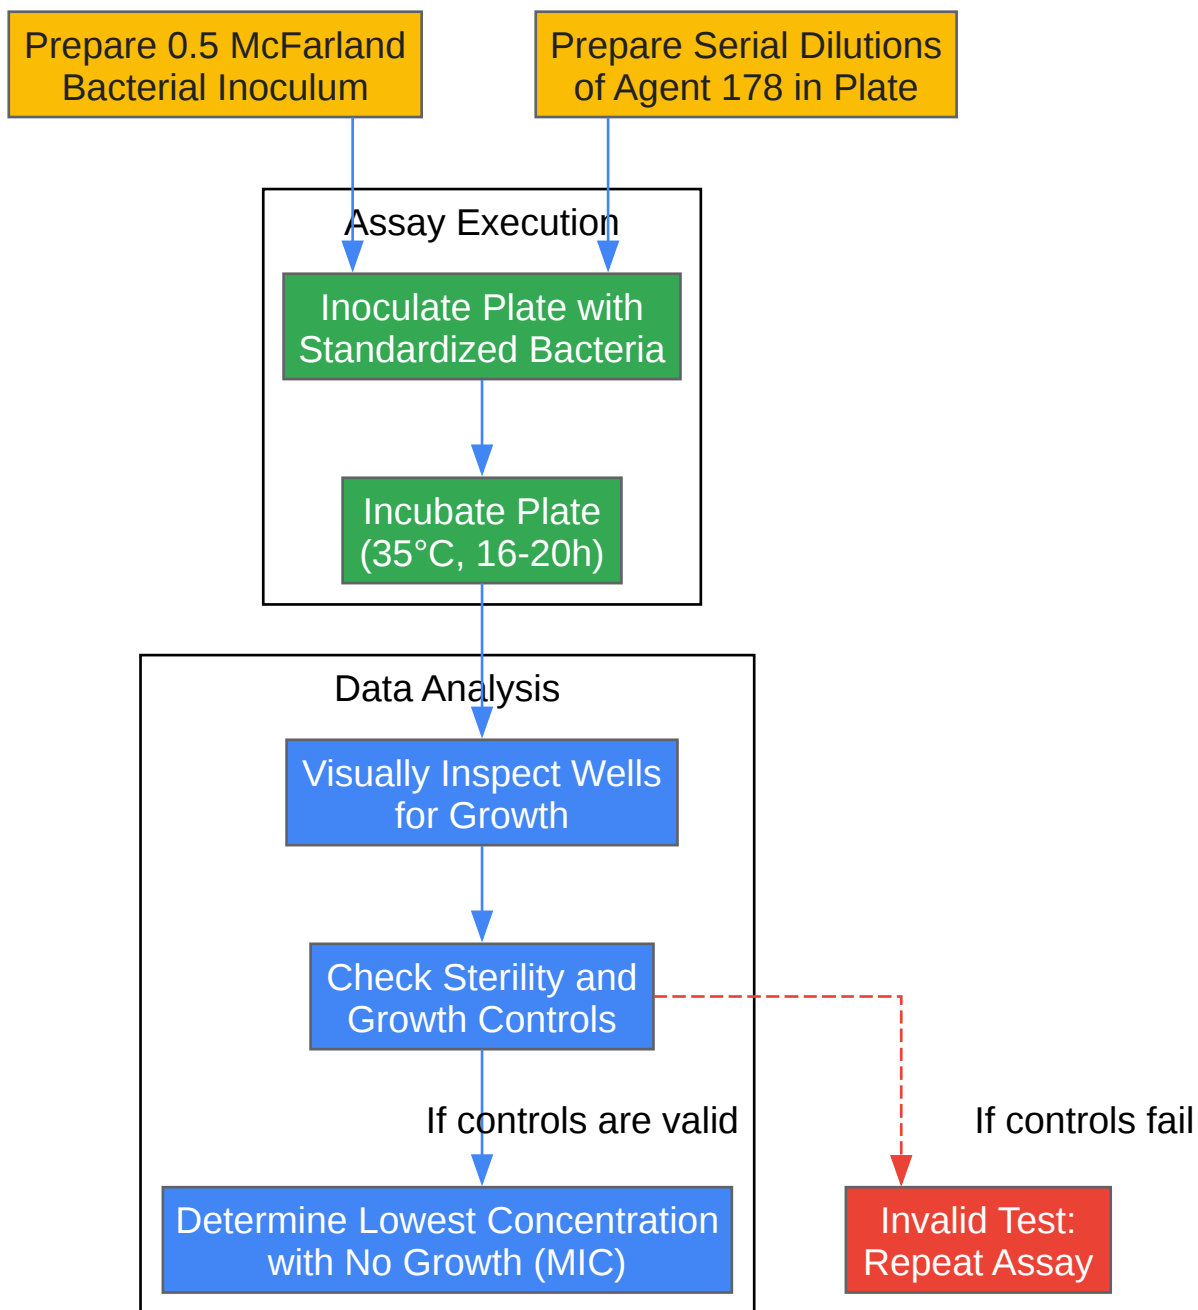 Prepare 0.5 McFarland
Bacterial Inoculum
Prepare Serial Dilutions
of Agent 178 in Plate
Assay Execution
Inoculate Plate with
Standardized Bacteria
Incubate Plate
(35°C, 16-20h)
Data Analysis
Visually Inspect Wells
for Growth
Check Sterility and
Growth Controls
If controls are valid
If controls fail
Determine Lowest Concentration
with No Growth (MIC)
Invalid Test:
Repeat Assay